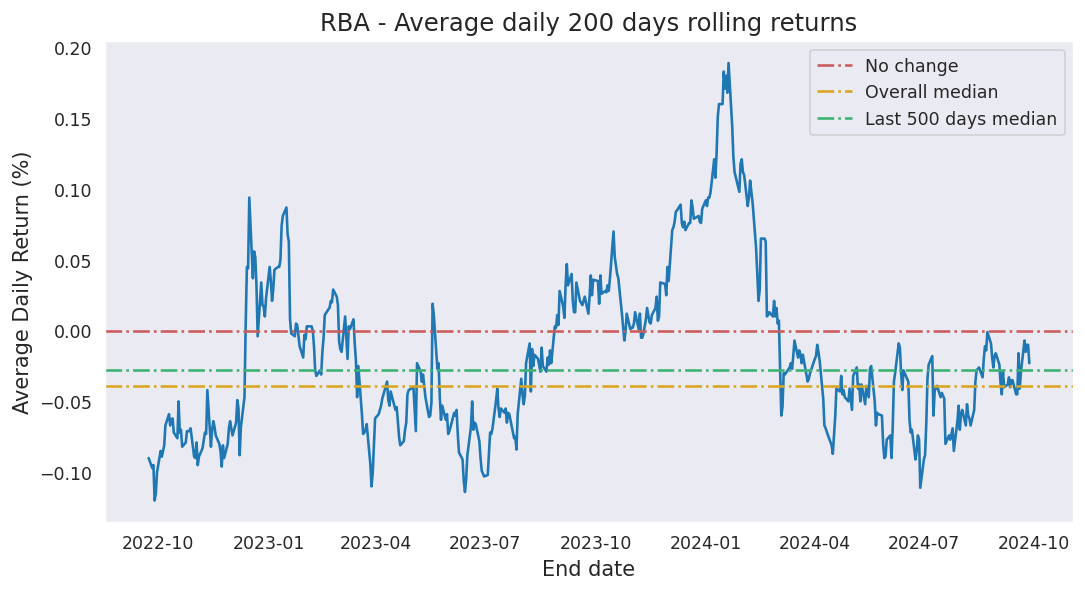 RBA - Average daily 200 days rolling returns
No change
Overall median
Last 500 days median
Average Daily Return (%)
0.20
0.15
0.10
0.05
0.00
−0.05
−0.10
2022-10 2023-01 2023-04 2023-07 2023-10 2024-01 2024-04 2024-07 2024-10
End date